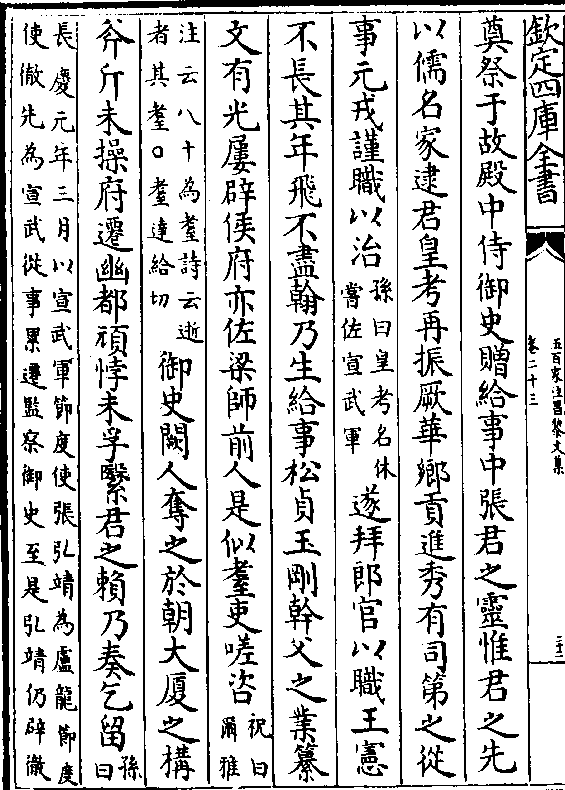 欽定四庫全書
五百家注昌黎文集
卷二十三
三十三
奠祭于故殿中侍御史贈給事中張君之靈惟君之先
以儒名家逮君皇考再振厥華鄉貢進秀有司第之從
事元戎謹職以治孫曰皇考名休嘗佐宣武軍遂拜郎官以職王憲
不長其年飛不盡翰乃生給事松貞玉剛幹父之業纂
文有光屢辟侯府亦佐梁師前人是似耋吏嗟咨祝曰爾雅
注云八十為耋詩云逝者其耋〇耋達給切御史闕人奪之於朝大厦之構
斧斤未操府遷幽都頑悖未孚繄君之賴乃奏乞留孫曰
長慶元年三月以宣武軍節度使張弘靖為盧龍節度
使徹先為宣武從事累遷監察御史至是弘靖仍辟徹